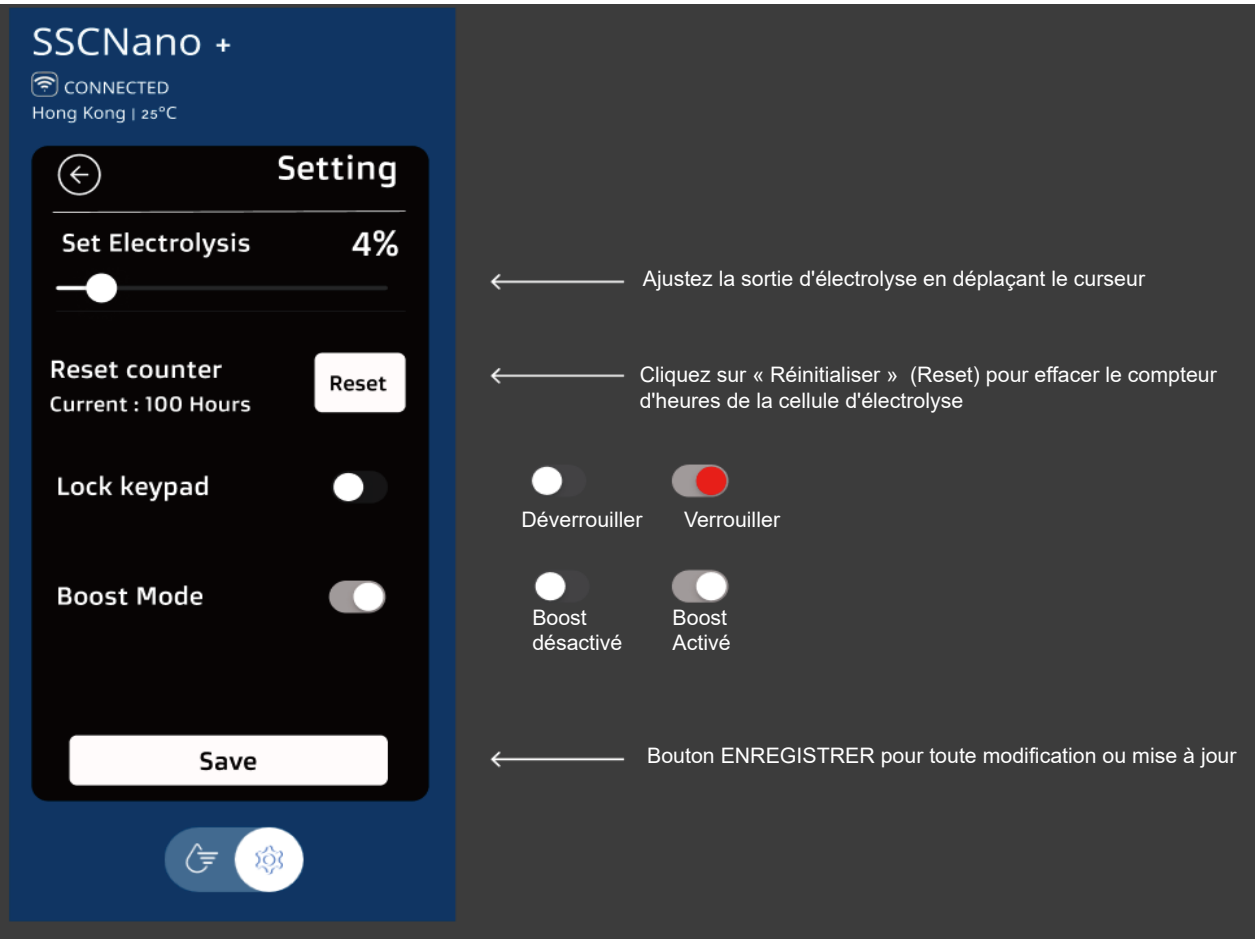 SSCNano +
CONNECTED
Hong Kong | 25°C
Setting
Set Electrolysis 4%
Ajustez la sortie d'électrolyse en déplaçant le curseur
Reset counter
Current : 100 Hours
Reset
Cliquez sur « Réinitialiser »  (Reset) pour effacer le compteur
d'heures de la cellule d'électrolyse
Lock keypad
Déverrouiller Verrouiller
Boost Mode
Boost
désactivé
Boost
Activé
Save
Bouton ENREGISTRER pour toute modification ou mise à jour